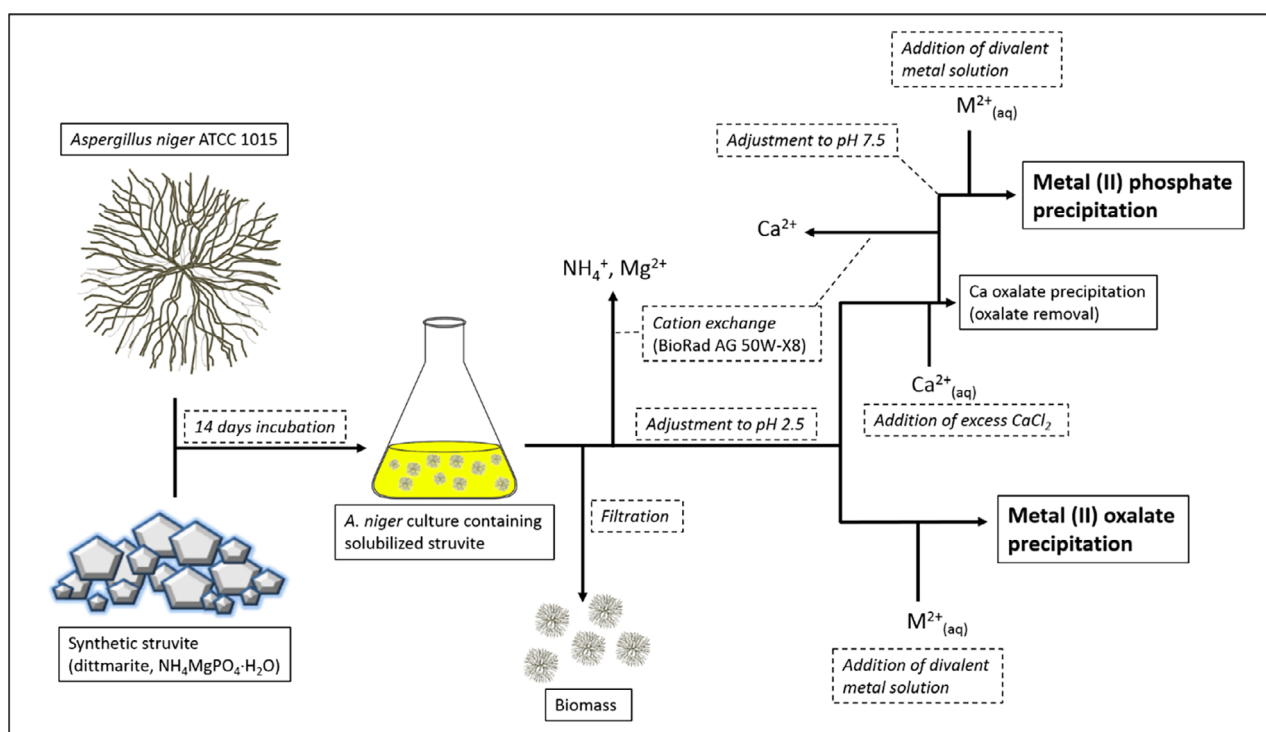 Aspergillus niger ATCC 1015
14 days incubation
Synthetic struvite
(dittmarite, NH₄MgPO₄·H₂O)
A. niger culture containing
solubilized struvite
Filtration
Biomass
NH₄⁺, Mg²⁺
Cation exchange
(BioRad AG 50W-X8)
Adjustment to pH 2.5
Ca²⁺
Adjustment to pH 7.5
Addition of divalent
metal solution
M²⁺(aq)
Metal (II) phosphate
precipitation
Ca oxalate precipitation
(oxalate removal)
Ca²⁺(aq)
Addition of excess CaCl₂
Metal (II) oxalate
precipitation
M²⁺(aq)
Addition of divalent
metal solution